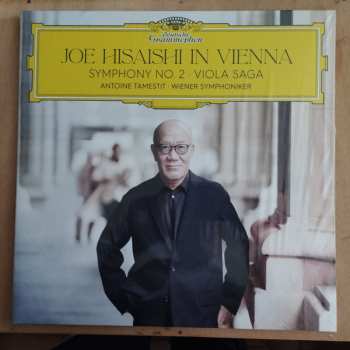 Deutsche
Grammophon
JOE HISAISHI IN VIENNA
SYMPHONY NO. 2 · VIOLA SAGA
ANTOINE TAMESTIT · WIENER SYMPHONIKER